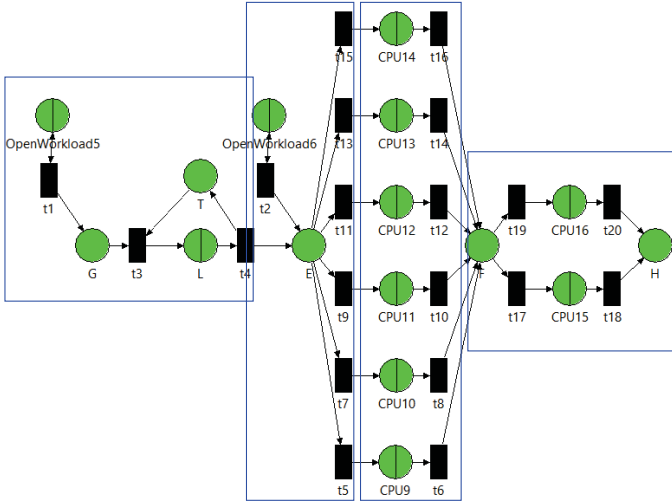 t15 CPU14 t16
OpenWorkload5 OpenWorkload6 t13 CPU13 t14
t1 T t2 t11 CPU12 t12 t19 CPU16 t20
G t3 L t4 E F H
t9 CPU11 t10 t17 CPU15 t18
t7 CPU10 t8
t5 CPU9 t6